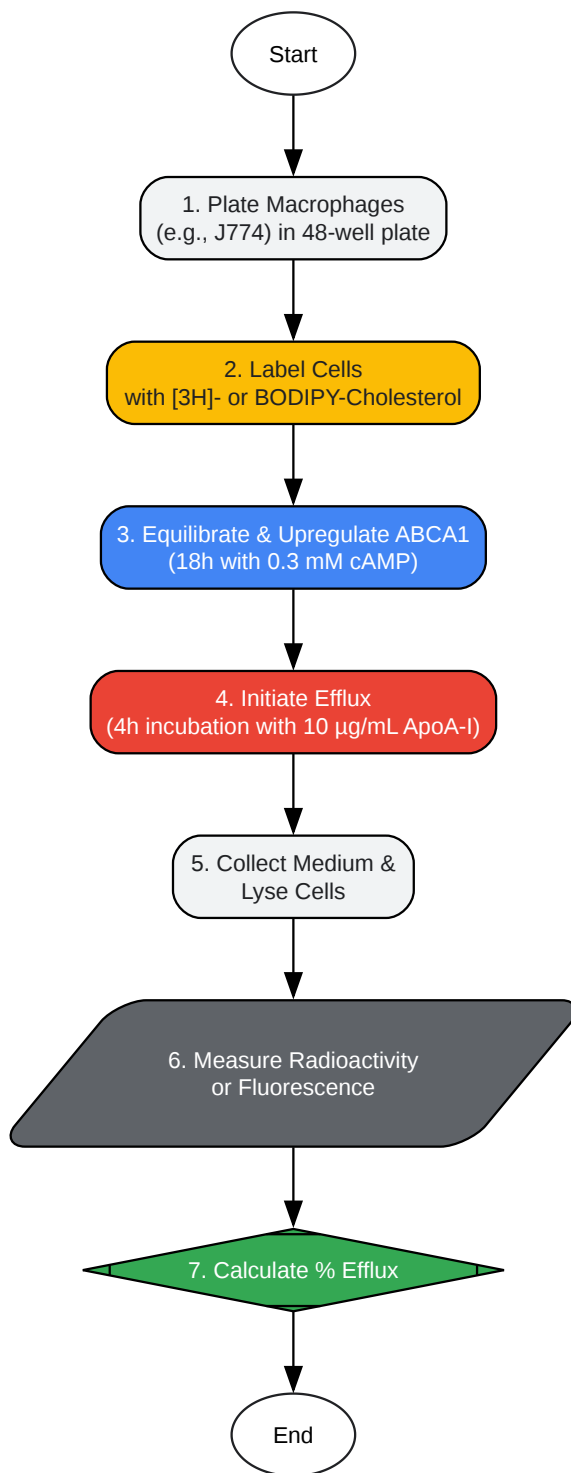 Start
1. Plate Macrophages
(e.g., J774) in 48-well plate
2. Label Cells
with [3H]- or BODIPY-Cholesterol
3. Equilibrate & Upregulate ABCA1
(18h with 0.3 mM cAMP)
4. Initiate Efflux
(4h incubation with 10 µg/mL ApoA-I)
5. Collect Medium &
Lyse Cells
6. Measure Radioactivity
or Fluorescence
7. Calculate % Efflux
End